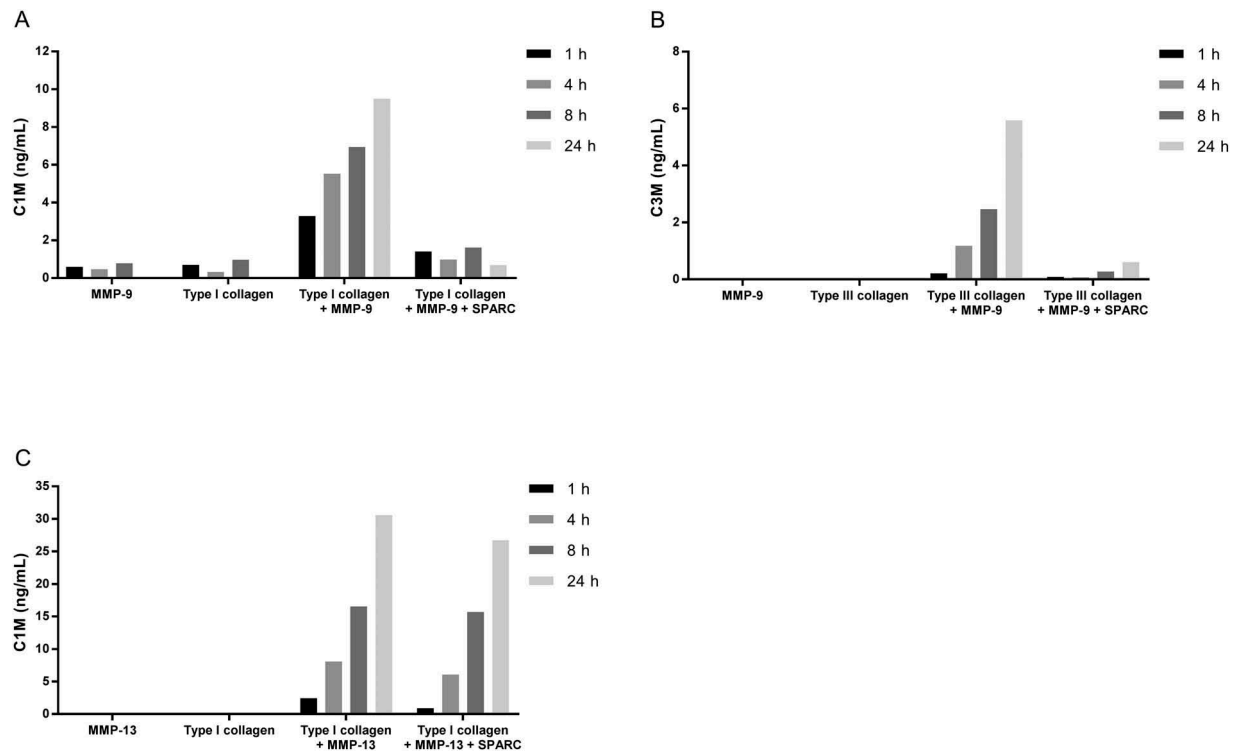 A
C1M (ng/mL)
12
10
8
6
4
2
0
MMP-9
Type I collagen
Type I collagen
+ MMP-9
Type I collagen
+ MMP-9 + SPARC
1 h
4 h
8 h
24 h
B
C3M (ng/mL)
8
6
4
2
0
MMP-9
Type III collagen
Type III collagen
+ MMP-9
Type III collagen
+ MMP-9 + SPARC
1 h
4 h
8 h
24 h
C
C1M (ng/mL)
35
30
25
20
15
10
5
0
MMP-13
Type I collagen
Type I collagen
+ MMP-13
Type I collagen
+ MMP-13 + SPARC
1 h
4 h
8 h
24 h